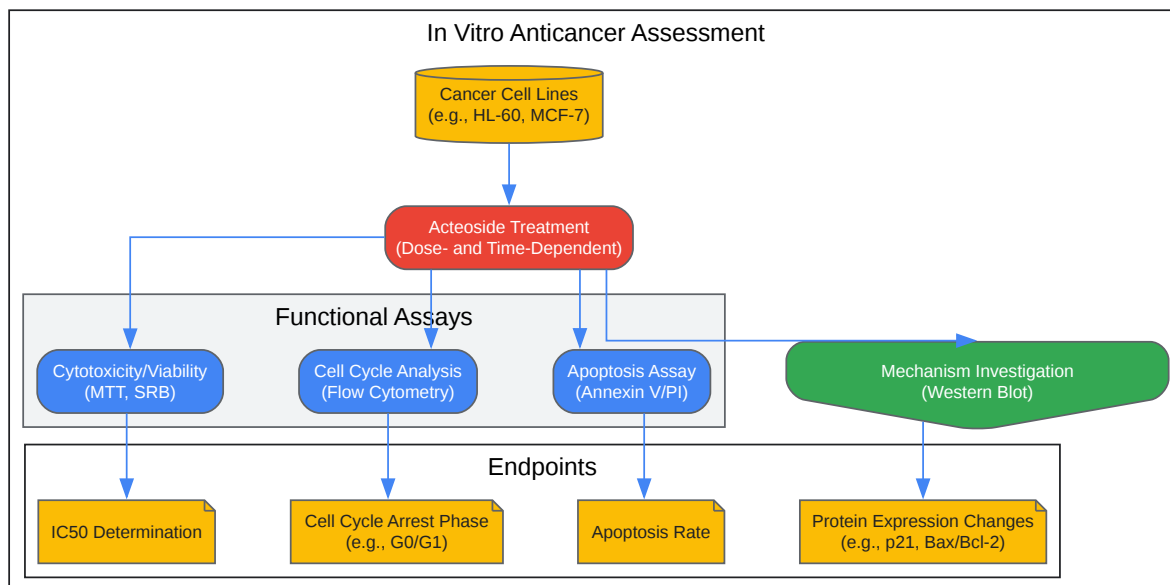 In Vitro Anticancer Assessment
Cancer Cell Lines
(e.g., HL-60, MCF-7)
Acteoside Treatment
(Dose- and Time-Dependent)
Functional Assays
Cytotoxicity/Viability
(MTT, SRB)
Cell Cycle Analysis
(Flow Cytometry)
Apoptosis Assay
(Annexin V/PI)
Mechanism Investigation
(Western Blot)
Endpoints
IC50 Determination
Cell Cycle Arrest Phase
(e.g., G0/G1)
Apoptosis Rate
Protein Expression Changes
(e.g., p21, Bax/Bcl-2)